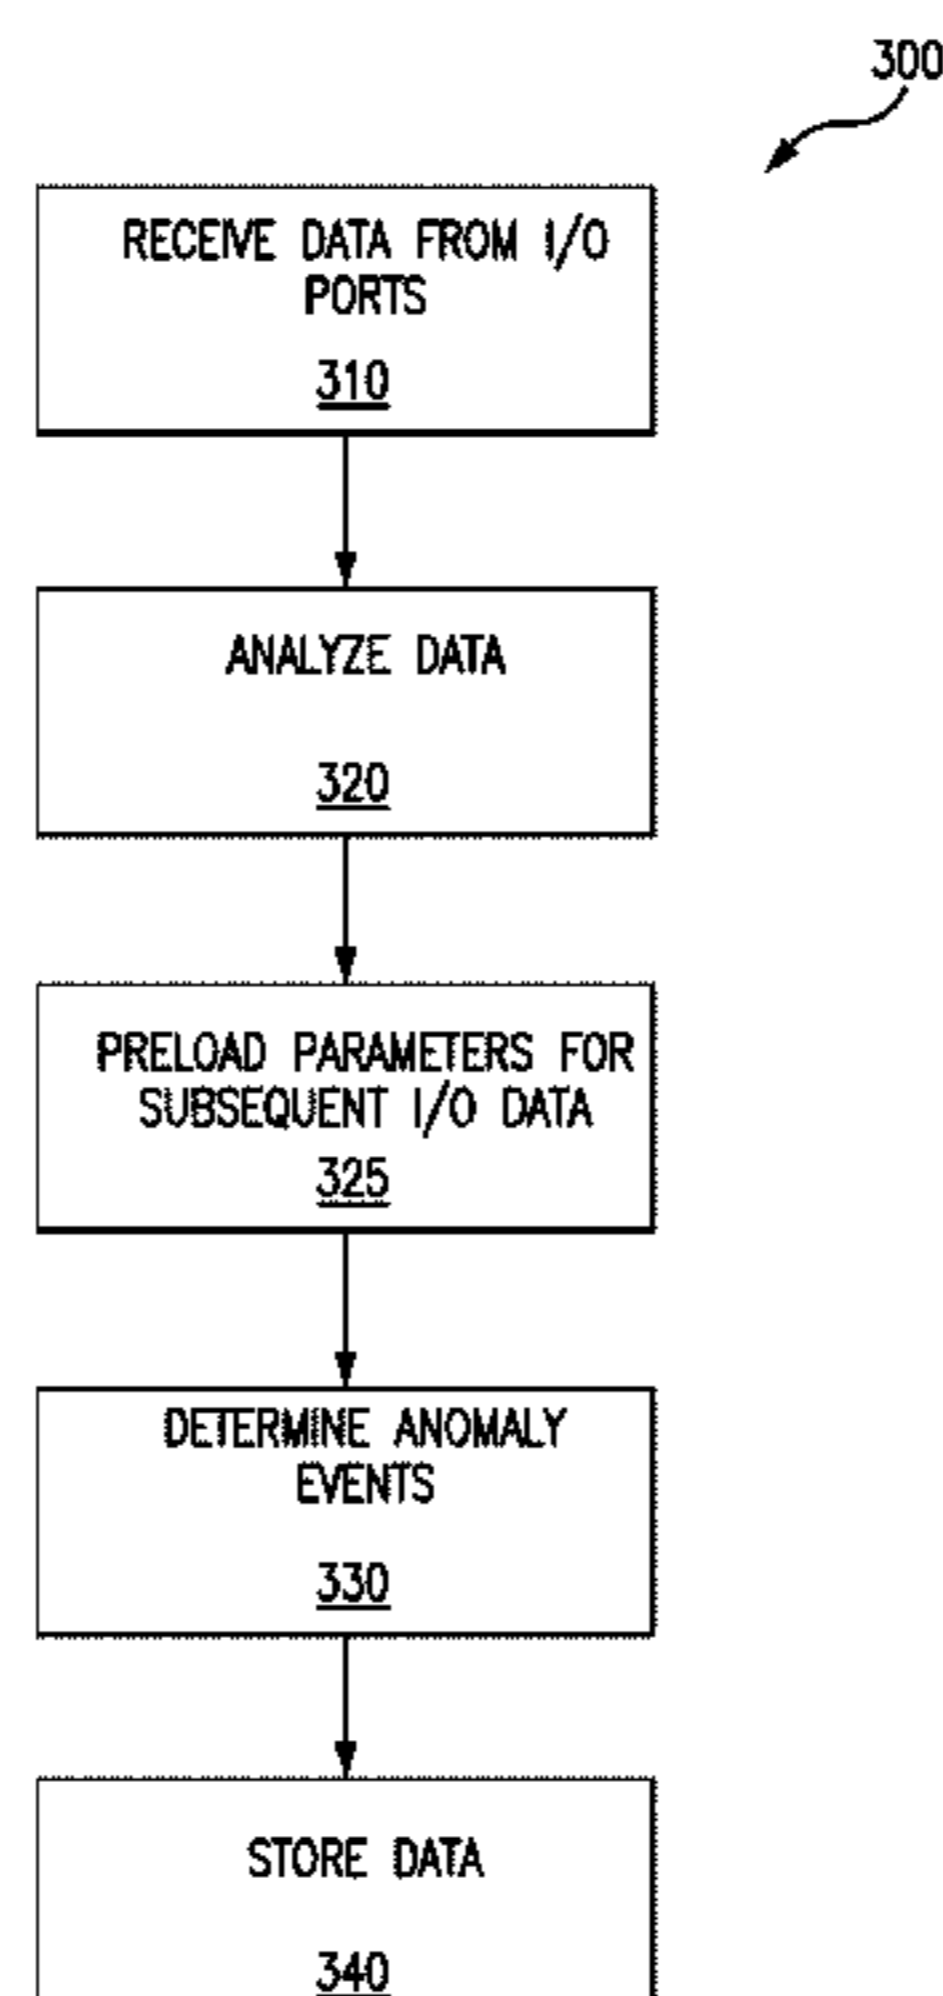 300
RECEIVE DATA FROM I/O
PORTS
310
ANALYZE DATA
320
PRELOAD PARAMETERS FOR
SUBSEQUENT I/O DATA
325
DETERMINE ANOMALY
EVENTS
330
STORE DATA
340